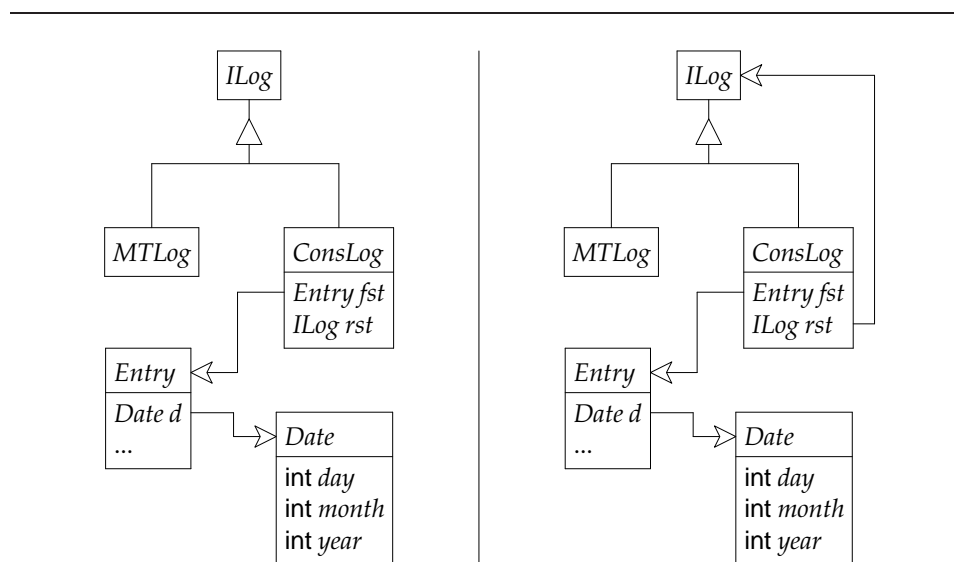 ILog
MTLog
ConsLog
Entry fst
ILog rst
Entry
Date d
...
Date
int day
int month
int year
ILog
MTLog
ConsLog
Entry fst
ILog rst
Entry
Date d
...
Date
int day
int month
int year